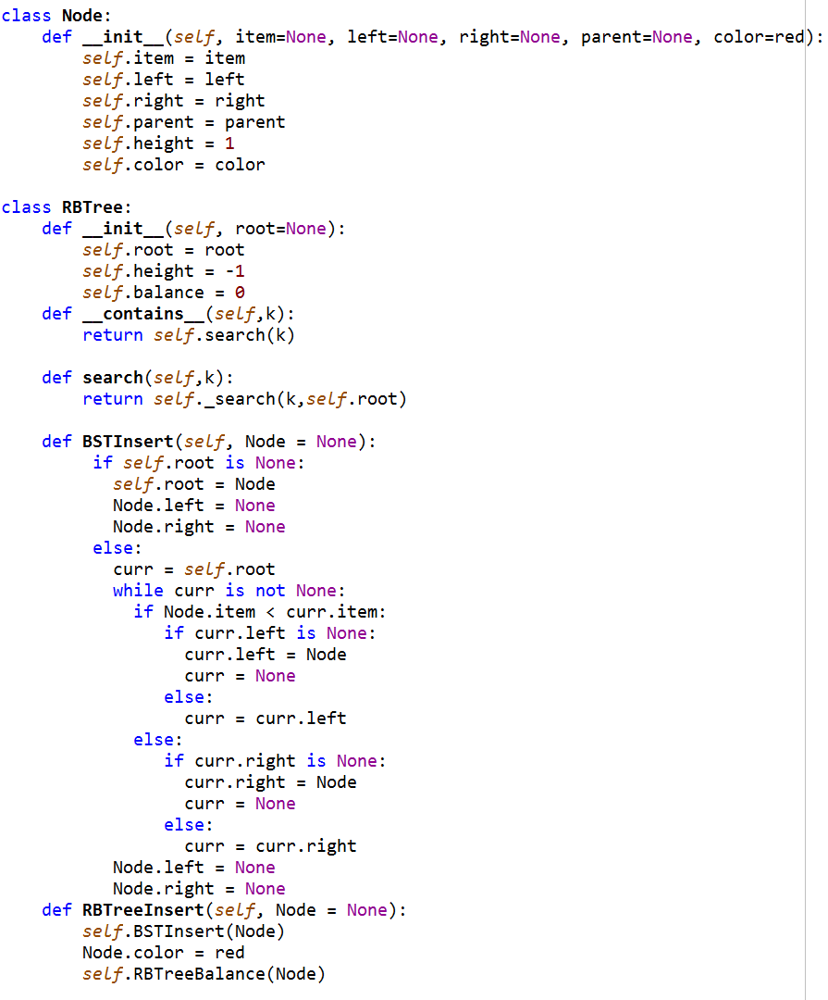 class Node:
    def __init__(self, item=None, left=None, right=None, parent=None, color=red):
        self.item = item
        self.left = left
        self.right = right
        self.parent = parent
        self.height = 1
        self.color = color

class RBTree:
    def __init__(self, root=None):
        self.root = root
        self.height = -1
        self.balance = 0
    def __contains__(self,k):
        return self.search(k)

    def search(self,k):
        return self._search(k,self.root)

    def BSTInsert(self, Node = None):
         if self.root is None:
           self.root = Node
           Node.left = None
           Node.right = None
         else:
           curr = self.root
           while curr is not None:
             if Node.item < curr.item:
                if curr.left is None:
                  curr.left = Node
                  curr = None
                else:
                  curr = curr.left
             else:
                if curr.right is None:
                  curr.right = Node
                  curr = None
                else:
                  curr = curr.right
           Node.left = None
           Node.right = None
    def RBTreeInsert(self, Node = None):
        self.BSTInsert(Node)
        Node.color = red
        self.RBTreeBalance(Node)